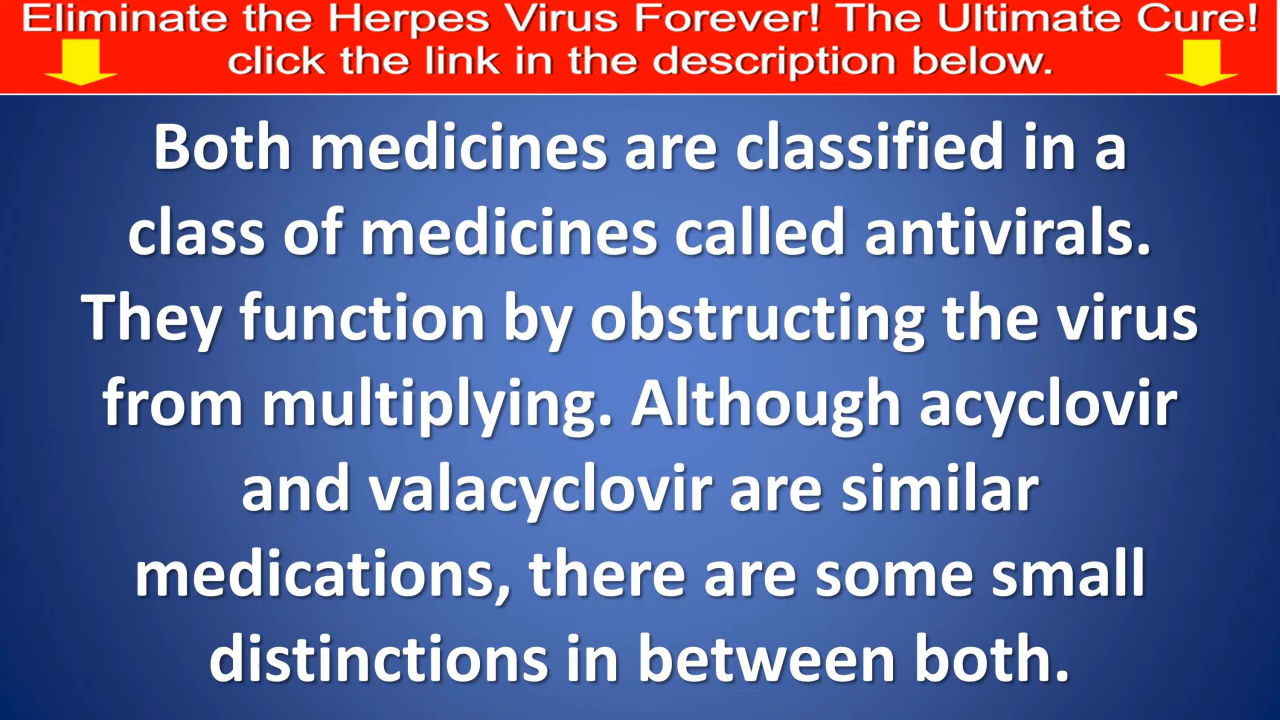 Eliminate the Herpes Virus Forever! The Ultimate Cure!
click the link in the description below.
Both medicines are classified in a
class of medicines called antivirals.
They function by obstructing the virus
from multiplying. Although acyclovir
and valacyclovir are similar
medications, there are some small
distinctions in between both.